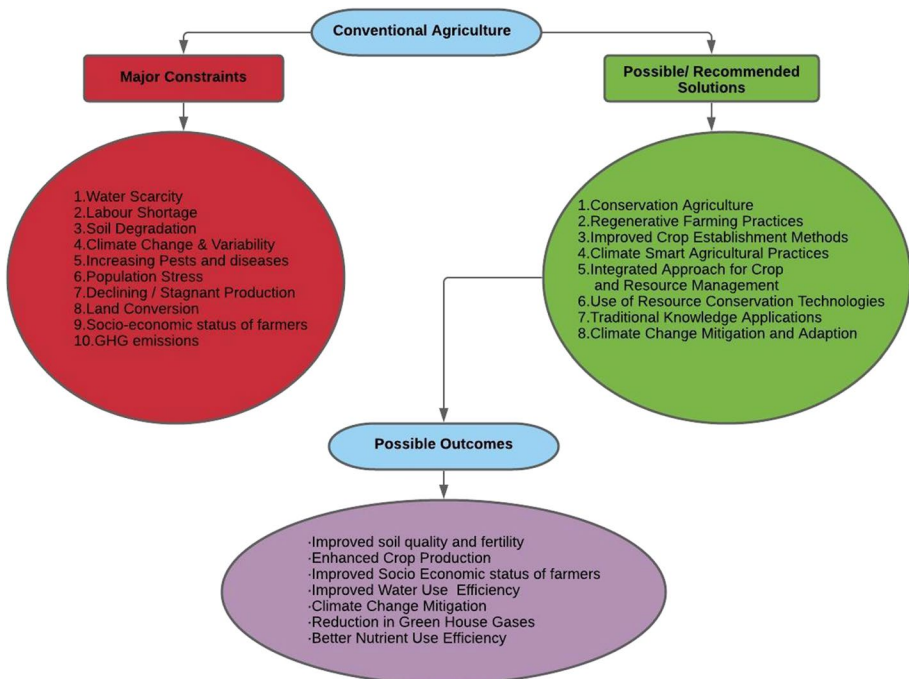 Conventional Agriculture
Major Constraints
Possible/ Recommended
Solutions
1.Water Scarcity
2.Labour Shortage
3.Soil Degradation
4.Climate Change & Variability
5.Increasing Pests and diseases
6.Population Stress
7.Declining / Stagnant Production
8.Land Conversion
9.Socio-economic status of farmers
10.GHG emissions
1.Conservation Agriculture
2.Regenerative Farming Practices
3.Improved Crop Establishment Methods
4.Climate Smart Agricultural Practices
5.Integrated Approach for Crop
and Resource Management
6.Use of Resource Conservation Technologies
7.Traditional Knowledge Applications
8.Climate Change Mitigation and Adaption
Possible Outcomes
·Improved soil quality and fertility
·Enhanced Crop Production
·Improved Socio Economic status of farmers
·Improved Water Use Efficiency
·Climate Change Mitigation
·Reduction in Green House Gases
·Better Nutrient Use Efficiency